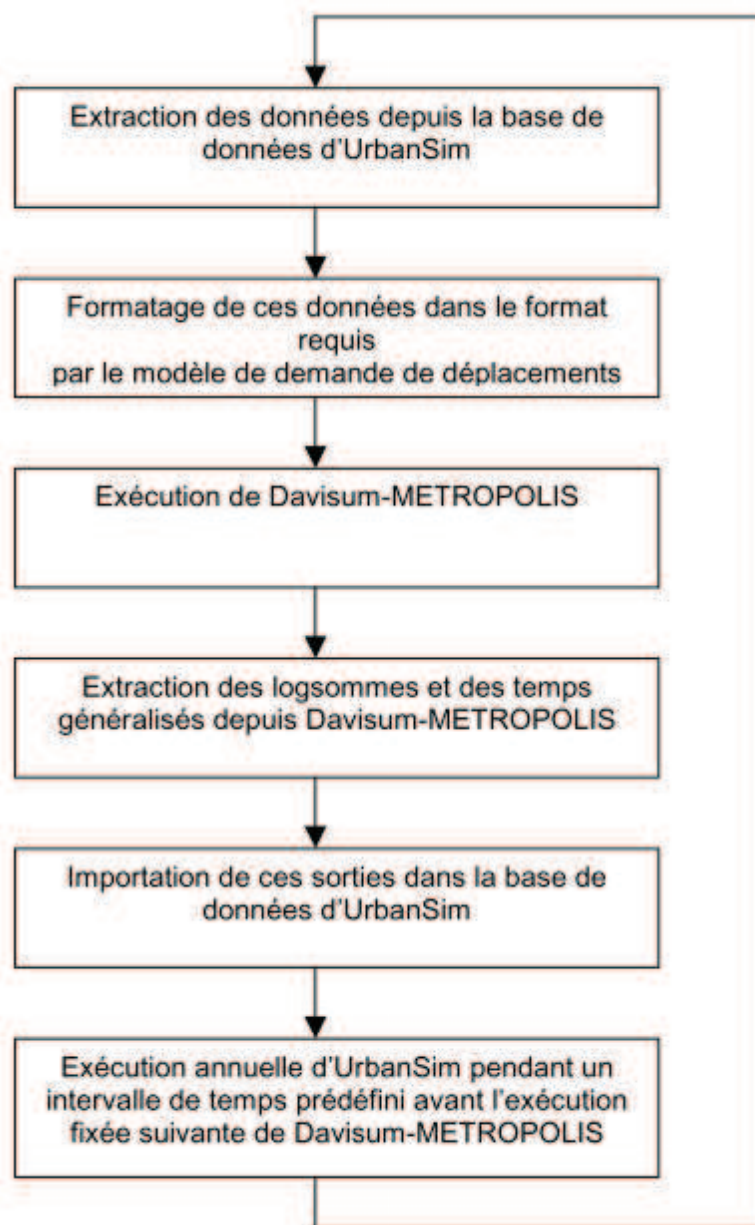 Extraction des données depuis la base de
données d'UrbanSim
Formatage de ces données dans le format
requis
par le modèle de demande de déplacements
Exécution de Davisum-METROPOLIS
Extraction des logsommes et des temps
généralisés depuis Davisum-METROPOLIS
Importation de ces sorties dans la base de
données d'UrbanSim
Exécution annuelle d'UrbanSim pendant un
intervalle de temps prédéfini avant l'exécution
fixée suivante de Davisum-METROPOLIS